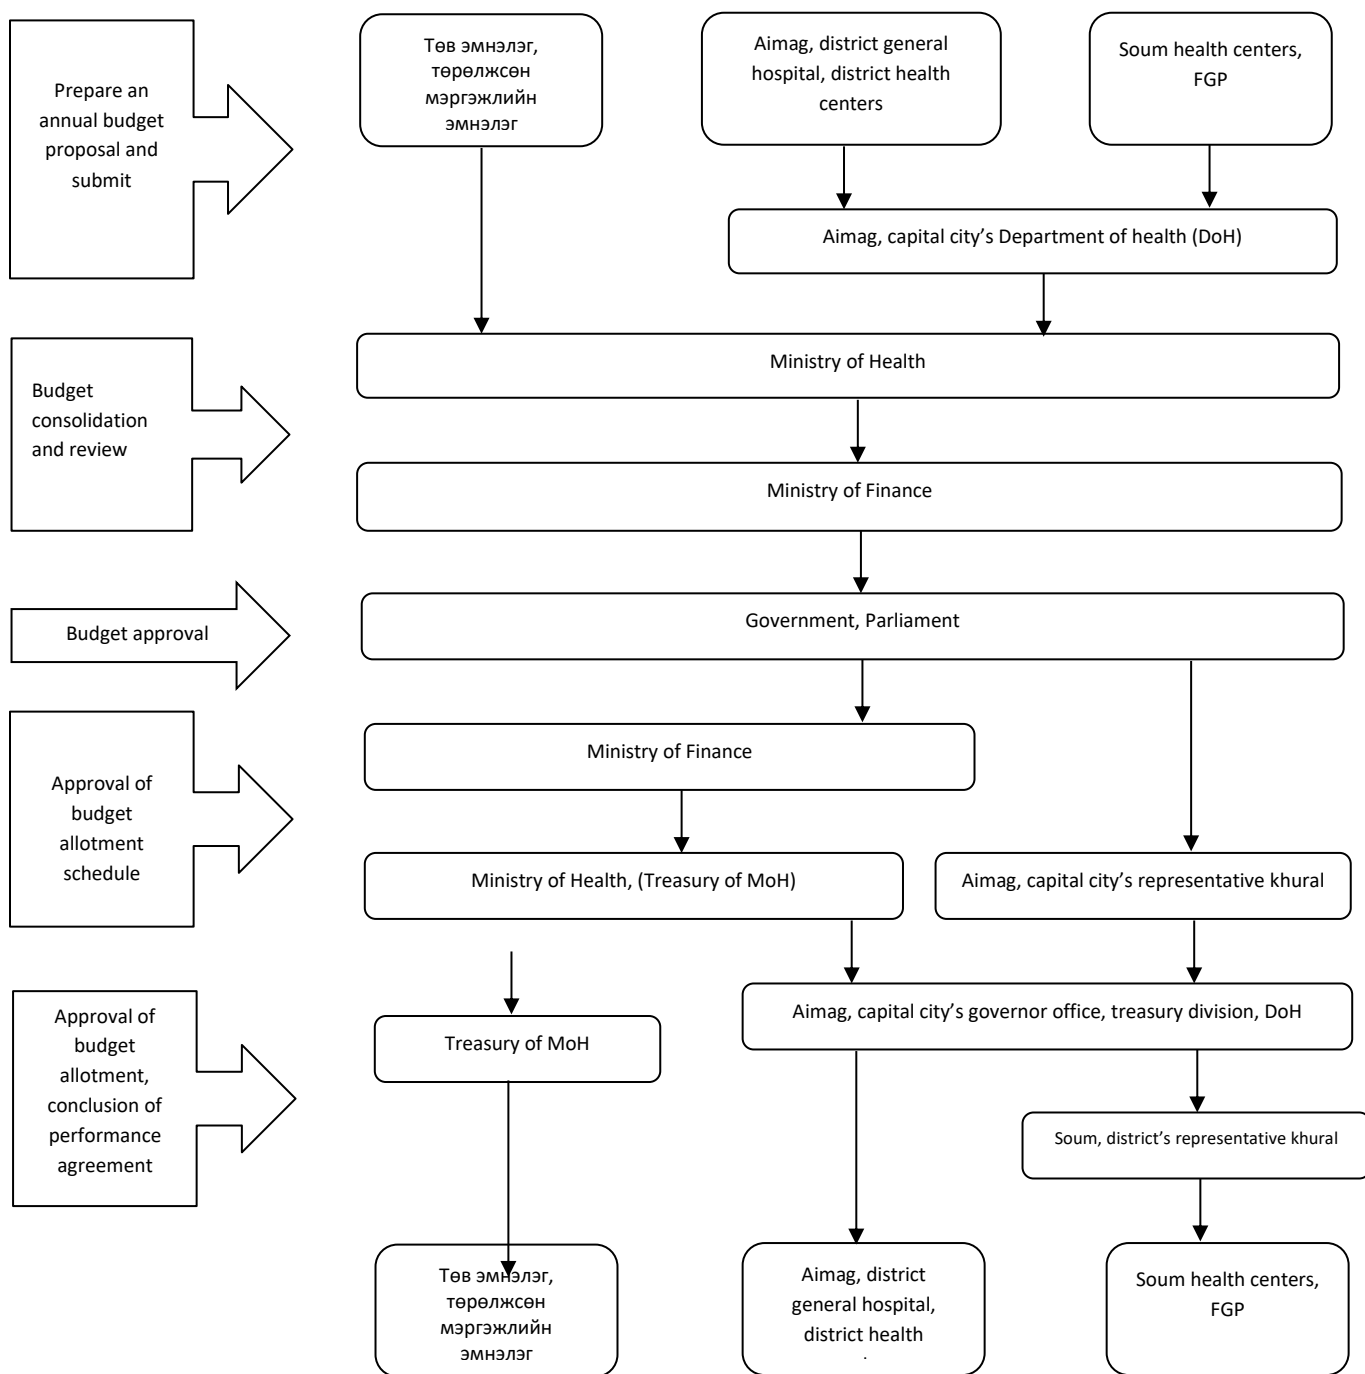 Prepare an
annual budget
proposal and
submit
Төв эмнэлэг,
төрөлжсөн
мэргэжлийн
эмнэлэг
Aimag, district general
hospital, district health
centers
Soum health centers,
FGP
Aimag, capital city’s Department of health (DoH)
Budget
consolidation
and review
Ministry of Health
Ministry of Finance
Budget approval
Government, Parliament
Approval of
budget
allotment
schedule
Ministry of Finance
Ministry of Health, (Treasury of MoH)
Aimag, capital city’s representative khural
Approval of
budget
allotment,
conclusion of
performance
agreement
Treasury of MoH
Aimag, capital city’s governor office, treasury division, DoH
Soum, district’s representative khural
Төв эмнэлэг,
төрөлжсөн
мэргэжлийн
эмнэлэг
Aimag, district
general hospital,
district health
Soum health centers,
FGP